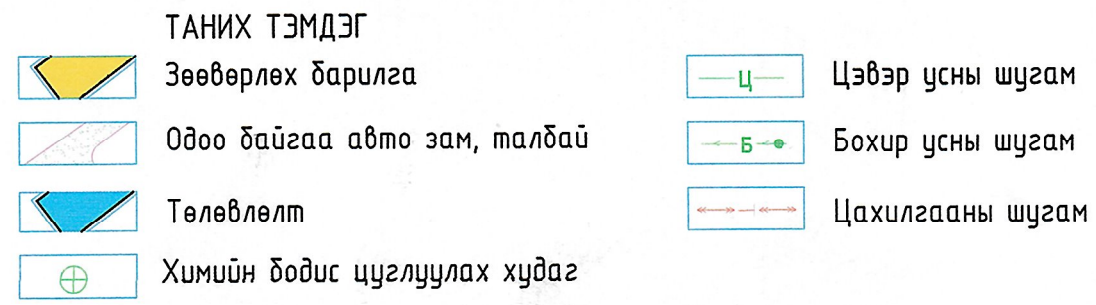 ТАНИХ ТЭМДЭГ
Зөөвөрлөх барилга
Одоо байгаа авто зам, талбай
Төлөвлөлт
Химийн бодис цуглуулах худаг
Ц
Цэвэр усны шугам
Б
Бохир усны шугам
Цахилгааны шугам